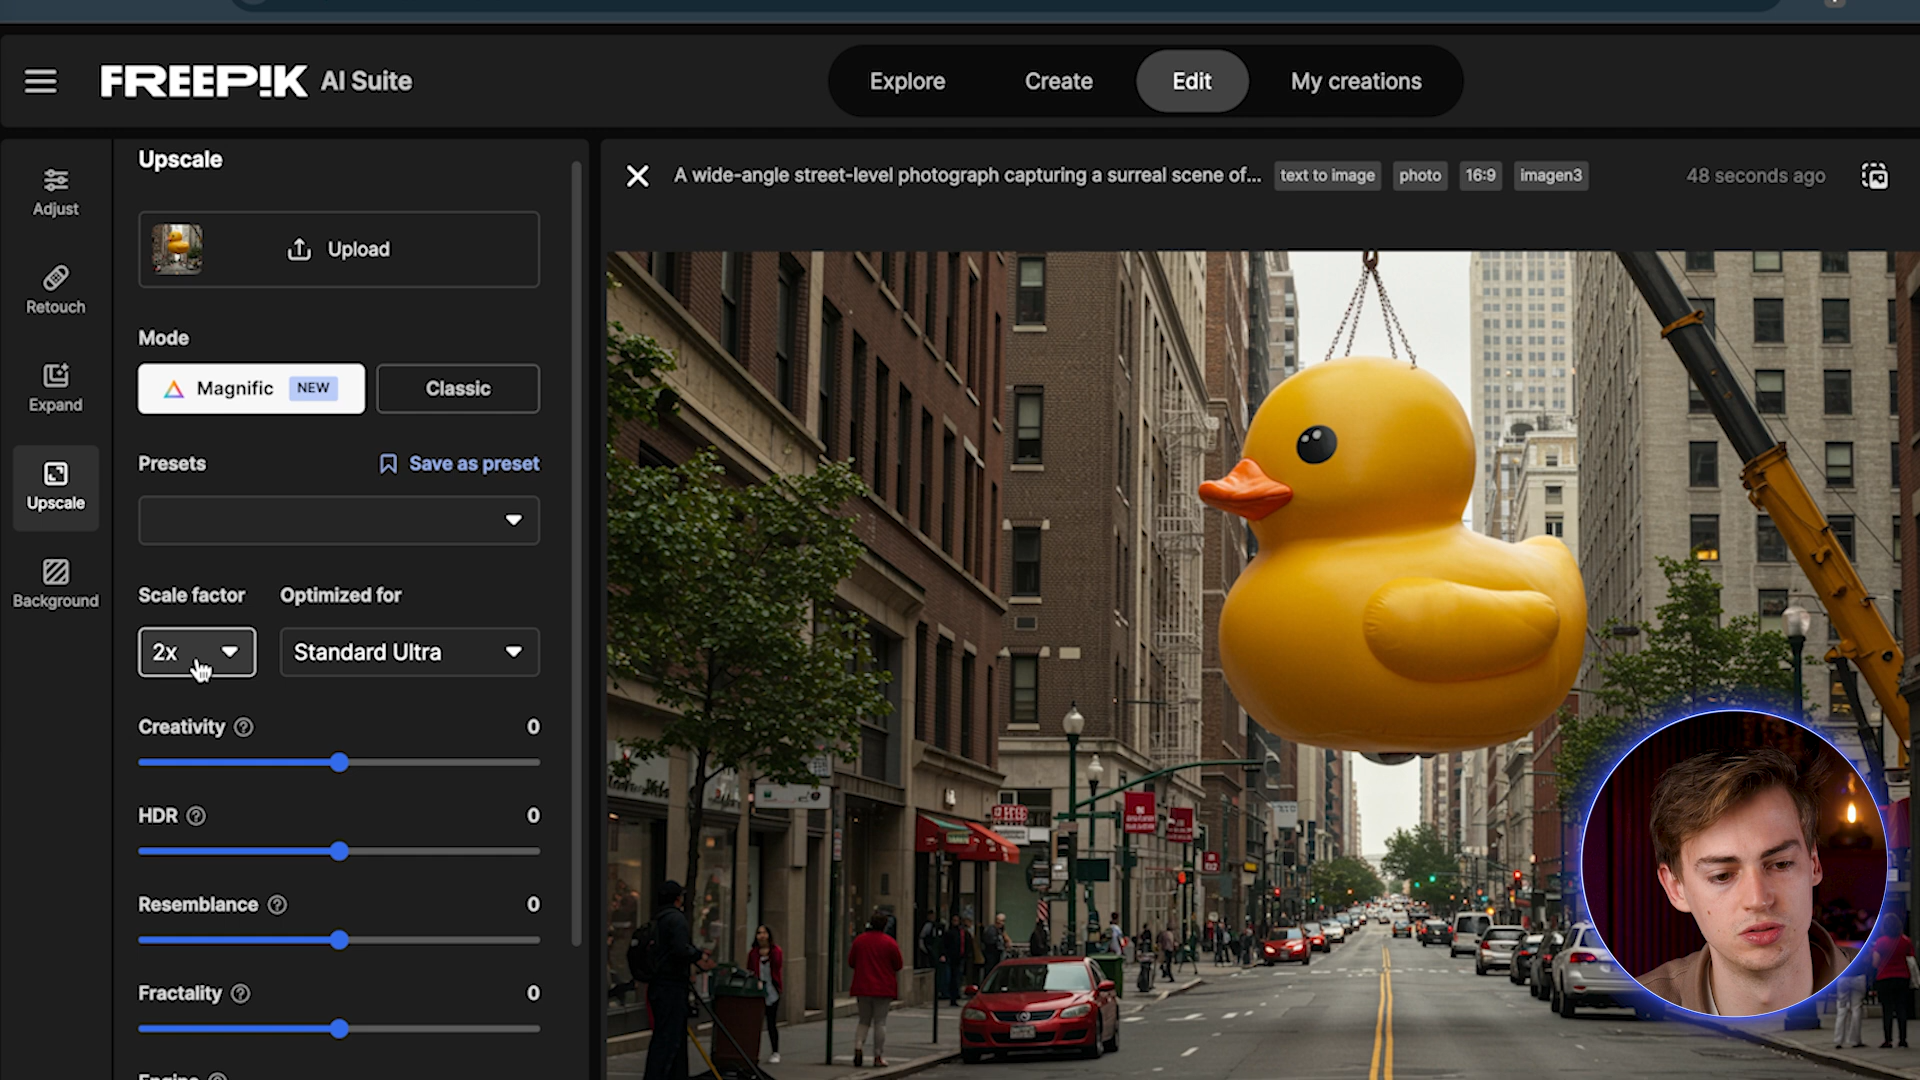 FREEP!K AI Suite
Explore
Create
Edit
My creations
Adjust
Retouch
Expand
Upscale
Background
Upscale
Upload
Mode
Magnific NEW
Classic
Presets
Save as preset
Scale factor
Optimized for
2x
Standard Ultra
Creativity ? 0
HDR ? 0
Resemblance ? 0
Fractality ? 0
Engine ?
A wide-angle street-level photograph capturing a surreal scene of...
text to image
photo
16:9
imagen3
48 seconds ago